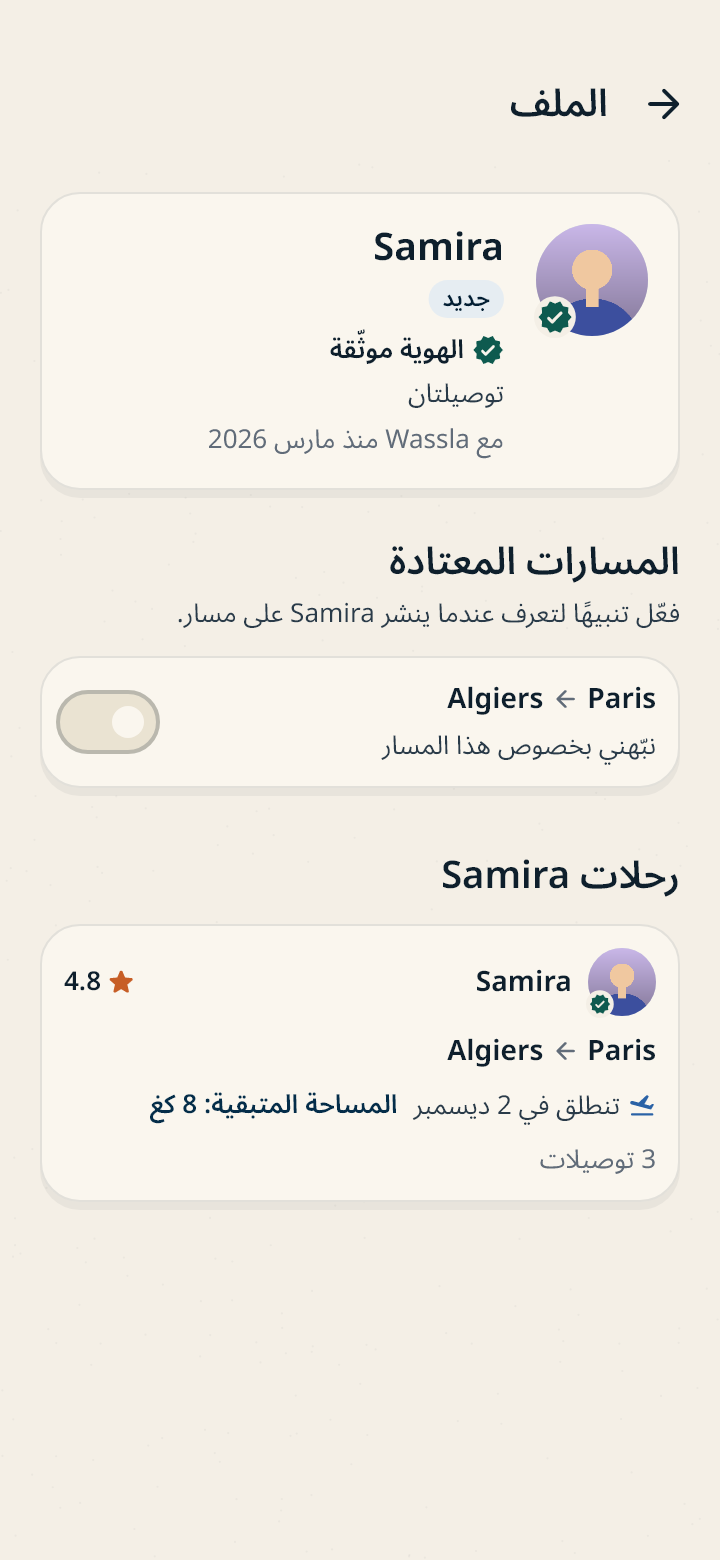 الملف
Samira
جديد
الهوية موثّقة
توصيلتان
مع Wassla منذ مارس 2026
المسارات المعتادة
فعّل تنبيهًا لتعرف عندما ينشر Samira على مسار.
Paris ← Algiers
نبّهني بخصوص هذا المسار
رحلات Samira
Samira 4.8
Paris ← Algiers
تنطلق في 2 ديسمبر المساحة المتبقية: 8 كغ
3 توصيلات